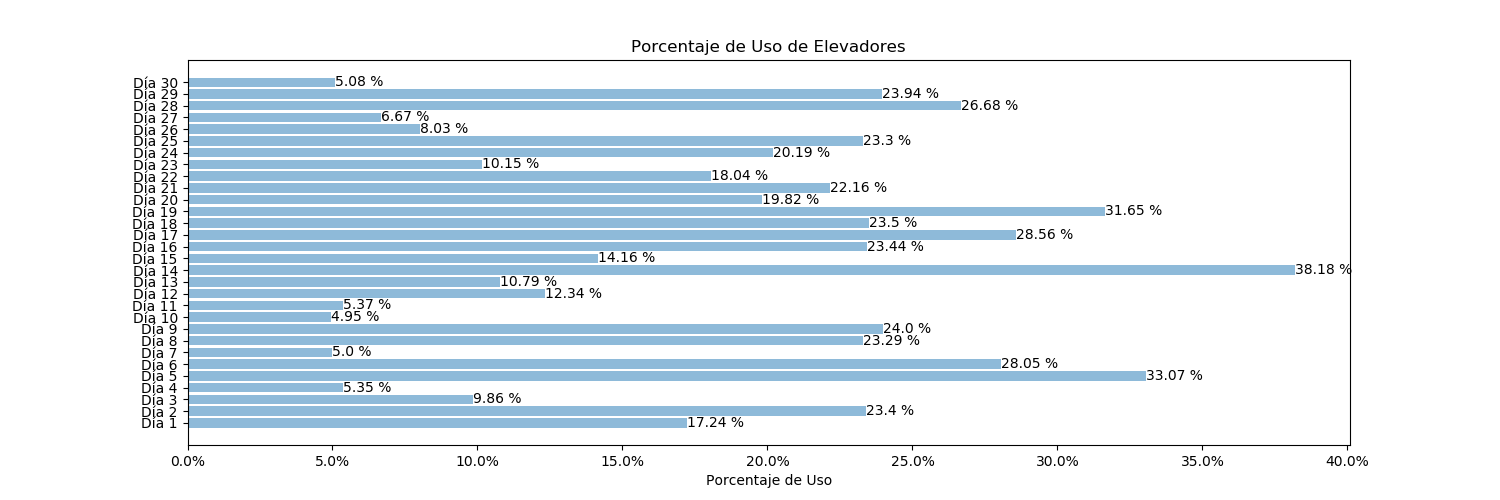 Porcentaje de Uso de Elevadores
Día 30 5.08 %
Día 29 23.94 %
Día 28 26.68 %
Día 27 6.67 %
Día 26 8.03 %
Día 25 23.3 %
Día 24 20.19 %
Día 23 10.15 %
Día 22 18.04 %
Día 21 22.16 %
Día 20 19.82 %
Día 19 31.65 %
Día 18 23.5 %
Día 17 28.56 %
Día 16 23.44 %
Día 15 14.16 %
Día 14 38.18 %
Día 13 10.79 %
Día 12 12.34 %
Día 11 5.37 %
Día 10 4.95 %
Día 9 24.0 %
Día 8 23.29 %
Día 7 5.0 %
Día 6 28.05 %
Día 5 33.07 %
Día 4 5.35 %
Día 3 9.86 %
Día 2 23.4 %
Día 1 17.24 %
0.0% 5.0% 10.0% 15.0% 20.0% 25.0% 30.0% 35.0% 40.0%
Porcentaje de Uso